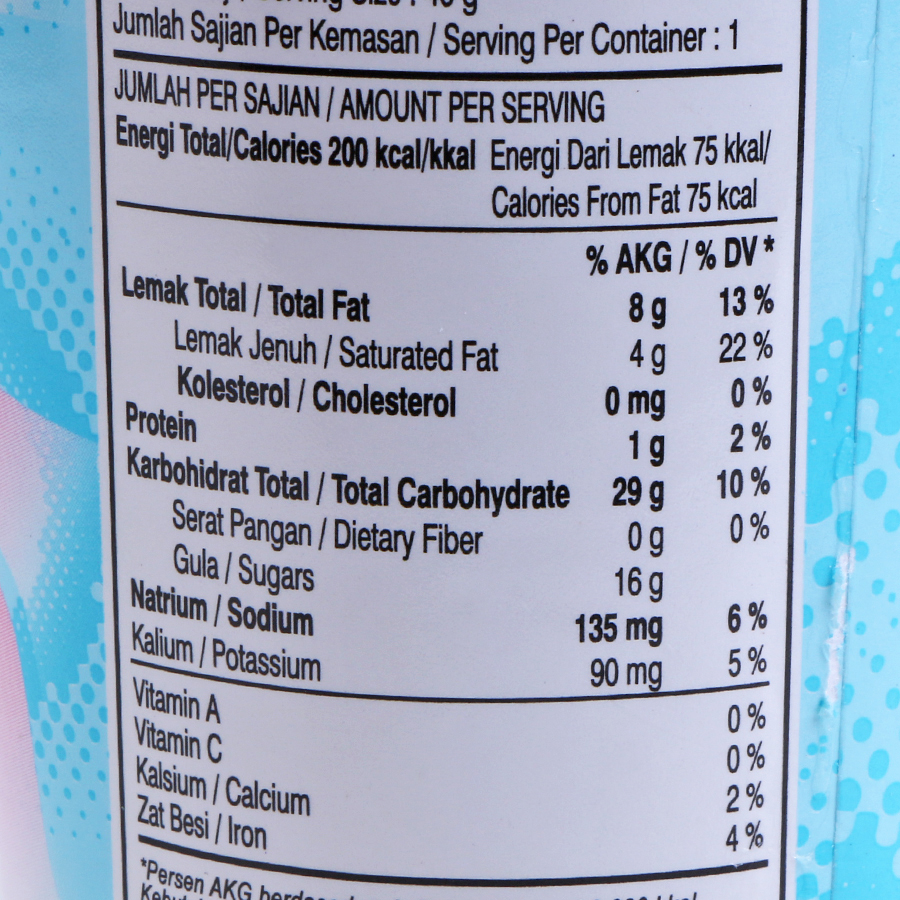 Serving Size : 40 g
Jumlah Sajian Per Kemasan / Serving Per Container : 1
JUMLAH PER SAJIAN / AMOUNT PER SERVING
Energi Total/Calories 200 kcal/kkal Energi Dari Lemak 75 kkal/
Calories From Fat 75 kcal
% AKG / % DV *
Lemak Total / Total Fat 8 g 13 %
Lemak Jenuh / Saturated Fat 4 g 22 %
Kolesterol / Cholesterol 0 mg 0 %
Protein 1 g 2 %
Karbohidrat Total / Total Carbohydrate 29 g 10 %
Serat Pangan / Dietary Fiber 0 g 0 %
Gula / Sugars 16 g
Natrium / Sodium 135 mg 6 %
Kalium / Potassium 90 mg 5 %
Vitamin A 0 %
Vitamin C 0 %
Kalsium / Calcium 2 %
Zat Besi / Iron 4 %
*Persen AKG